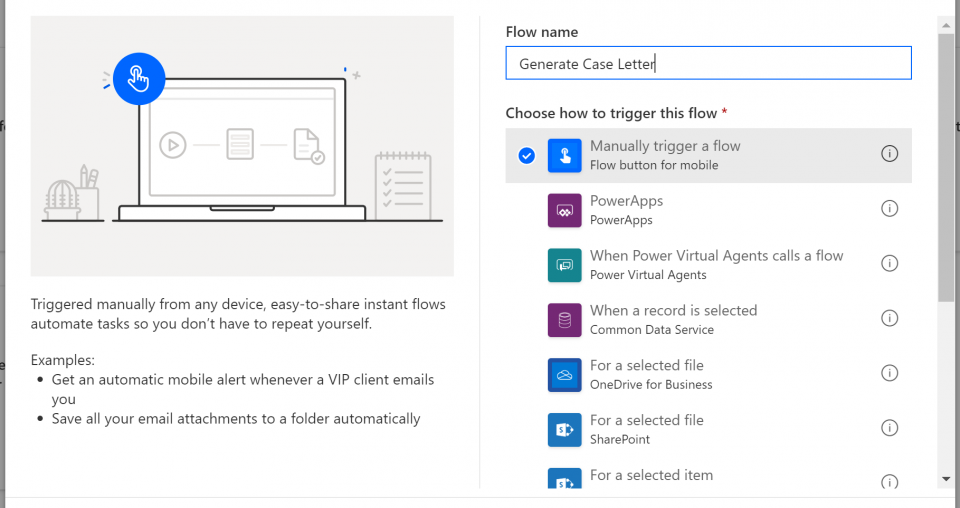 Flow name
Generate Case Letter
Choose how to trigger this flow *
Manually trigger a flow
Flow button for mobile
PowerApps
PowerApps
When Power Virtual Agents calls a flow
Power Virtual Agents
When a record is selected
Common Data Service
For a selected file
OneDrive for Business
For a selected file
SharePoint
For a selected item
Triggered manually from any device, easy-to-share instant flows
automate tasks so you don’t have to repeat yourself.
Examples:
• Get an automatic mobile alert whenever a VIP client emails
you
• Save all your email attachments to a folder automatically